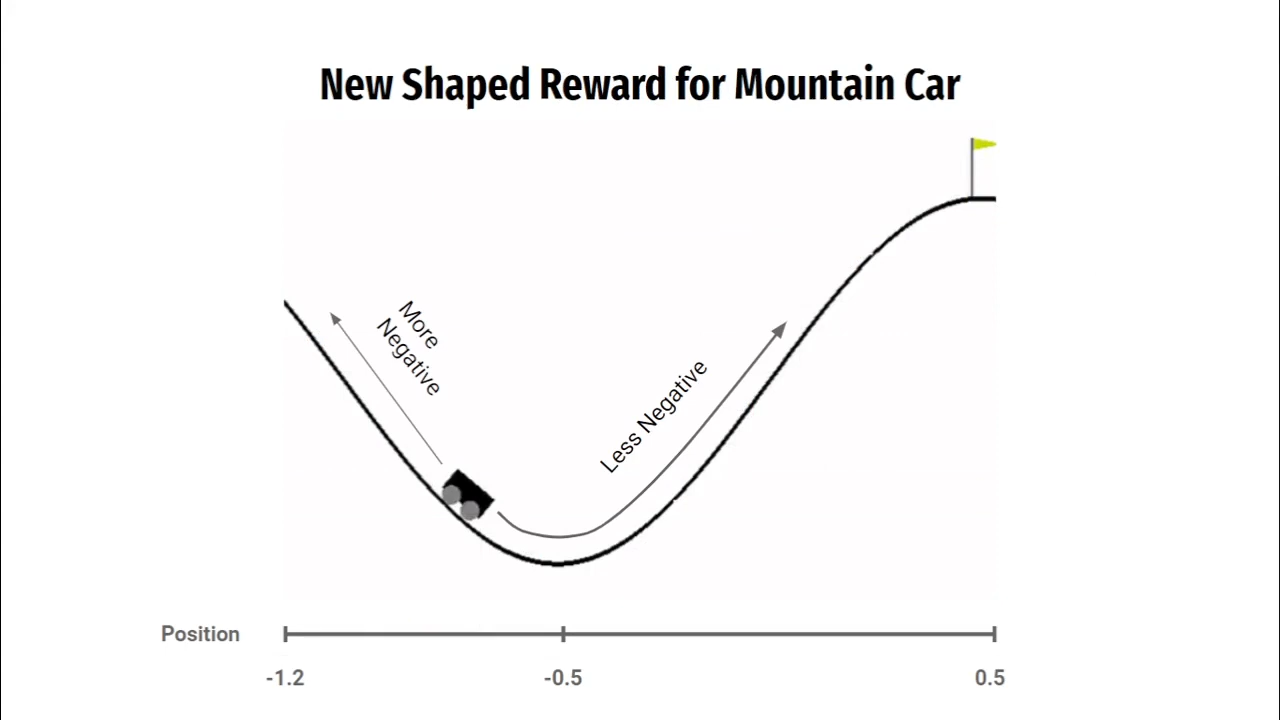 New Shaped Reward for Mountain Car
More
Negative
Less Negative
Position
-1.2
-0.5
0.5